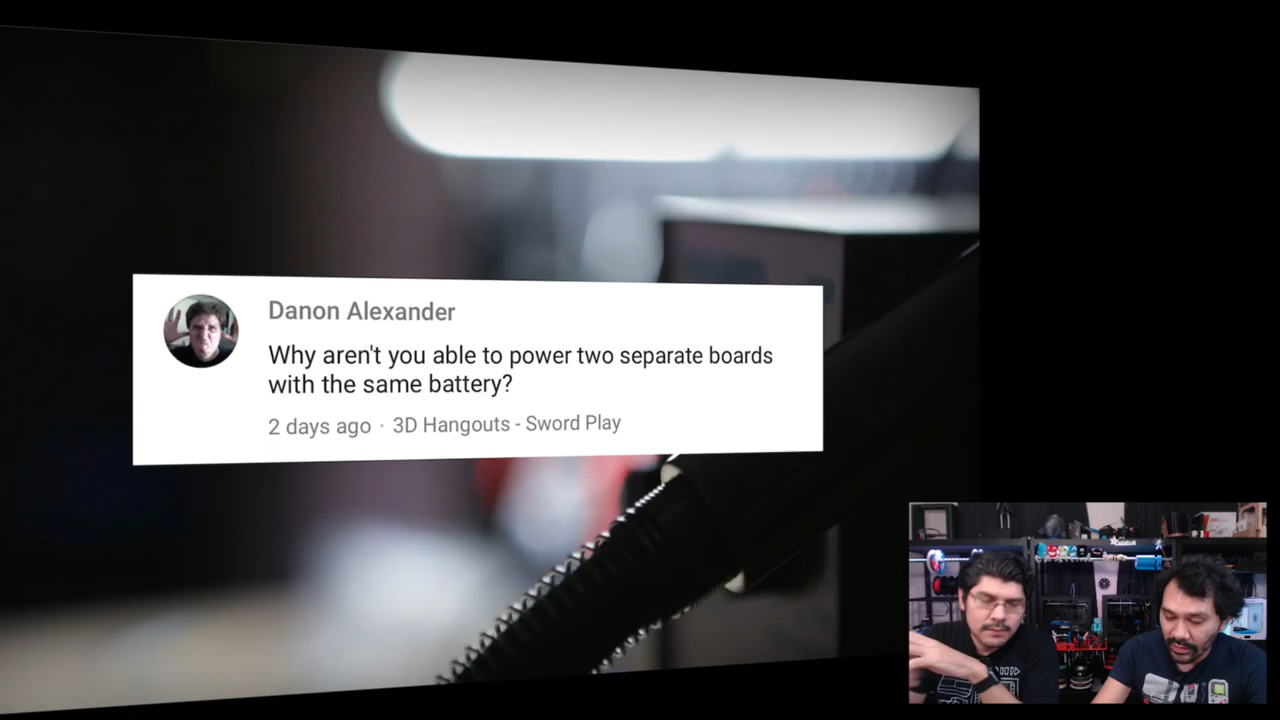 Danon Alexander
Why aren't you able to power two separate boards
with the same battery?
2 days ago · 3D Hangouts - Sword Play